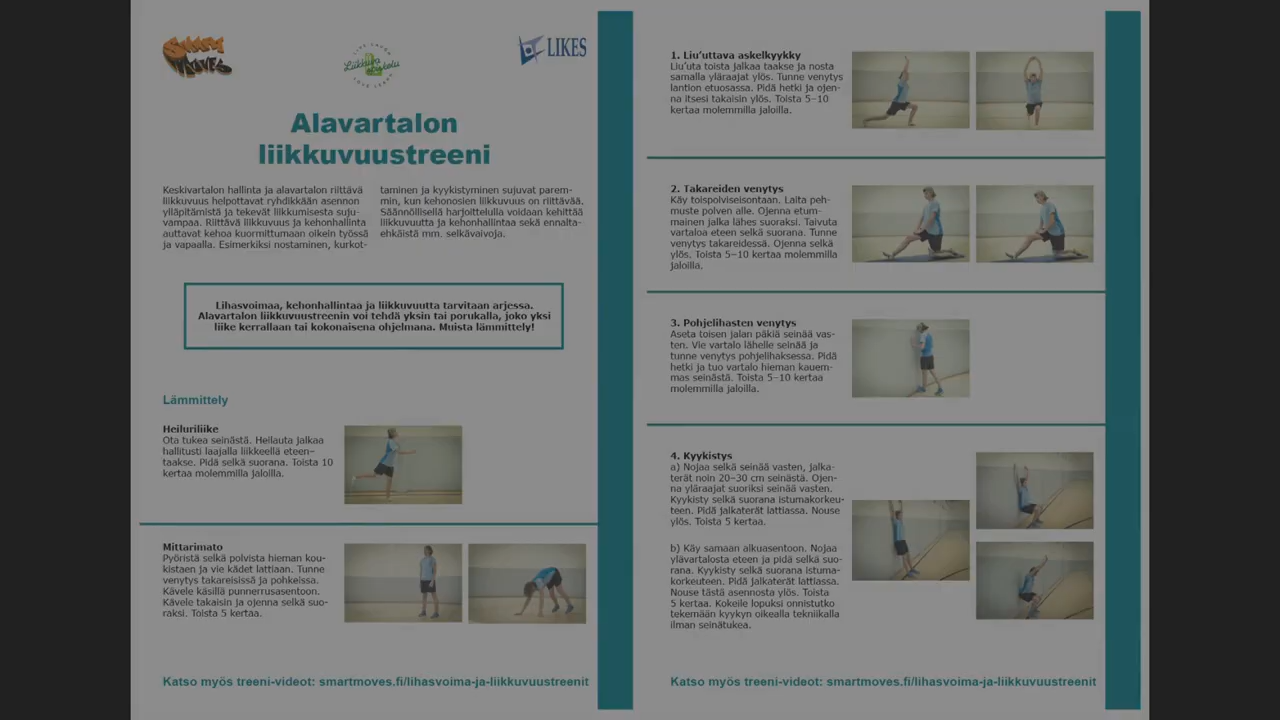 SMART MOVES
LIFE LOVER
Liikkuva opiskelu
LOVE LIFER
LIKES
Alavartalon
liikkuvuustreeni
Keskivartalon hallinta ja alavartalon riittävä
liikkuvuus helpottavat ryhdikkään asennon
ylläpitämistä ja tekevät liikkumisesta suju-
vampaa. Riittävä liikkuvuus ja kehonhallinta
auttavat kehoa kuormittumaan oikein työssä
ja vapaalla. Esimerkiksi nostaminen, kurkot-
taminen ja kyykistyminen sujuvat parem-
min, kun kehonosien liikkuvuus on riittävää.
Säännöllisellä harjoittelulla voidaan kehittää
liikkuvuutta ja kehonhallintaa sekä ennalta-
ehkäistä mm. selkävaivoja.
Lihasvoimaa, kehonhallintaa ja liikkuvuutta tarvitaan arjessa.
Alavartalon liikkuvuustreenin voi tehdä yksin tai porukalla, joko yksi
liike kerrallaan tai kokonaisena ohjelmana. Muista lämmittely!
Lämmittely
Heiluriliike
Ota tukea seinästä. Heilauta jalkaa
hallitusti laajalla liikkeellä eteen–
taakse. Pidä selkä suorana. Toista 10
kertaa molemmilla jaloilla.
Mittarimato
Pyöristä selkä polvista hieman kou-
kistaen ja vie kädet lattiaan. Tunne
venytys takareisissä ja pohkeissa.
Kävele käsillä punnerrusasentoon.
Kävele takaisin ja ojenna selkä suo-
raksi. Toista 5 kertaa.
Katso myös treeni-videot: smartmoves.fi/lihasvoima-ja-liikkuvuustreenit
1. Liu’uttava askelkyykky
Liu’uta toista jalkaa taakse ja nosta
samalla yläraajat ylös. Tunne venytys
lantion etuosassa. Pidä hetki ja ojen-
na itsesi takaisin ylös. Toista 5–10
kertaa molemmilla jaloilla.
2. Takareiden venytys
Käy toispolviseisontaan. Laita peh-
muste polven alle. Ojenna etum-
mainen jalka lähes suoraksi. Taivuta
vartaloa eteen selkä suorana. Tunne
venytys takareidessä. Ojenna selkä
ylös. Toista 5–10 kertaa molemmilla
jaloilla.
3. Pohjelihasten venytys
Aseta toisen jalan päkiä seinää vas-
ten. Vie vartalo lähelle seinää ja
tunne venytys pohjelihaksessa. Pidä
hetki ja tuo vartalo hieman kauem-
mas seinästä. Toista 5–10 kertaa
molemmilla jaloilla.
4. Kyykistys
a) Nojaa selkä seinää vasten, jalka-
terät noin 20–30 cm seinästä. Ojen-
na yläraajat suoriksi seinää vasten.
Kyykisty selkä suorana istumakorkeu-
teen. Pidä jalkaterät lattiassa. Nouse
ylös. Toista 5 kertaa.
b) Käy samaan alkuasentoon. Nojaa
ylävartalosta eteen ja pidä selkä suo-
rana. Kyykisty selkä suorana istuma-
korkeuteen. Pidä jalkaterät lattiassa.
Nouse tästä asennosta ylös. Toista
5 kertaa. Kokeile lopuksi onnistutko
tekemään kyykyn oikealla tekniikalla
ilman seinätukea.
Katso myös treeni-videot: smartmoves.fi/lihasvoima-ja-liikkuvuustreenit